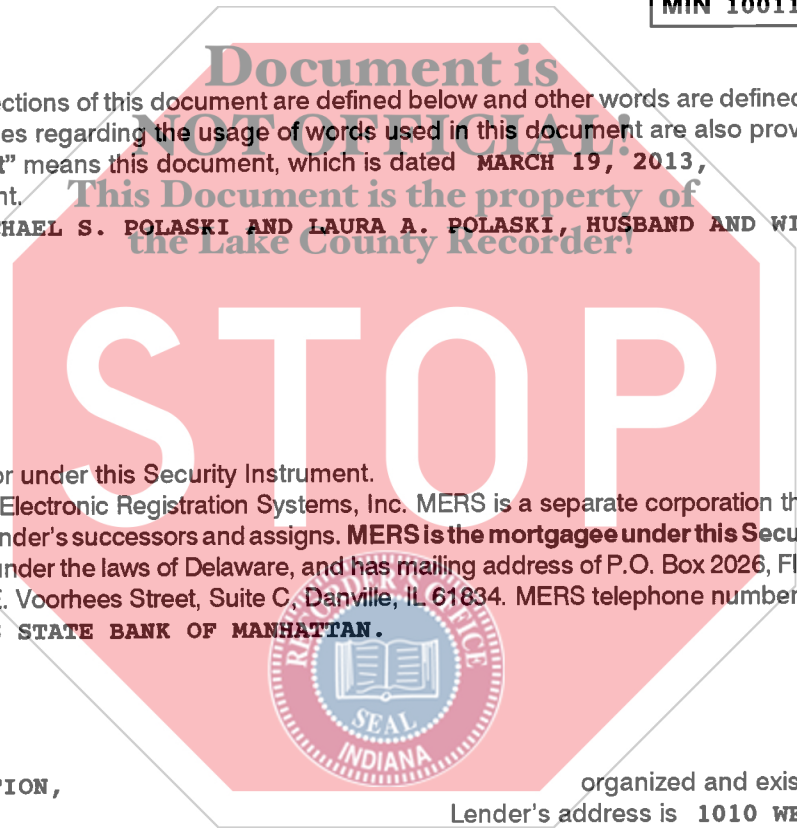 MIN 10011
Document is
ctions of this document are defined below and other words are defined
es regarding the usage of words used in this document are also prov
NOT OFFICIAL!
t” means this document, which is dated MARCH 19, 2013,
nt.
This Document is the property of
HAEL S. POLASKI AND LAURA A. POLASKI, HUSBAND AND WI
the Lake County Recorder!
STOP
or under this Security Instrument.
Electronic Registration Systems, Inc. MERS is a separate corporation th
nder's successors and assigns. MERS is the mortgagee under this Secu
under the laws of Delaware, and has mailing address of P.O. Box 2026, Fl
E. Voorhees Street, Suite C, Danville, IL 61834. MERS telephone number
STATE BANK OF MANHATTAN.
RECORDER'S OFFICE
SEAL
INDIANA
TION,
organized and exis
Lender's address is 1010 WE